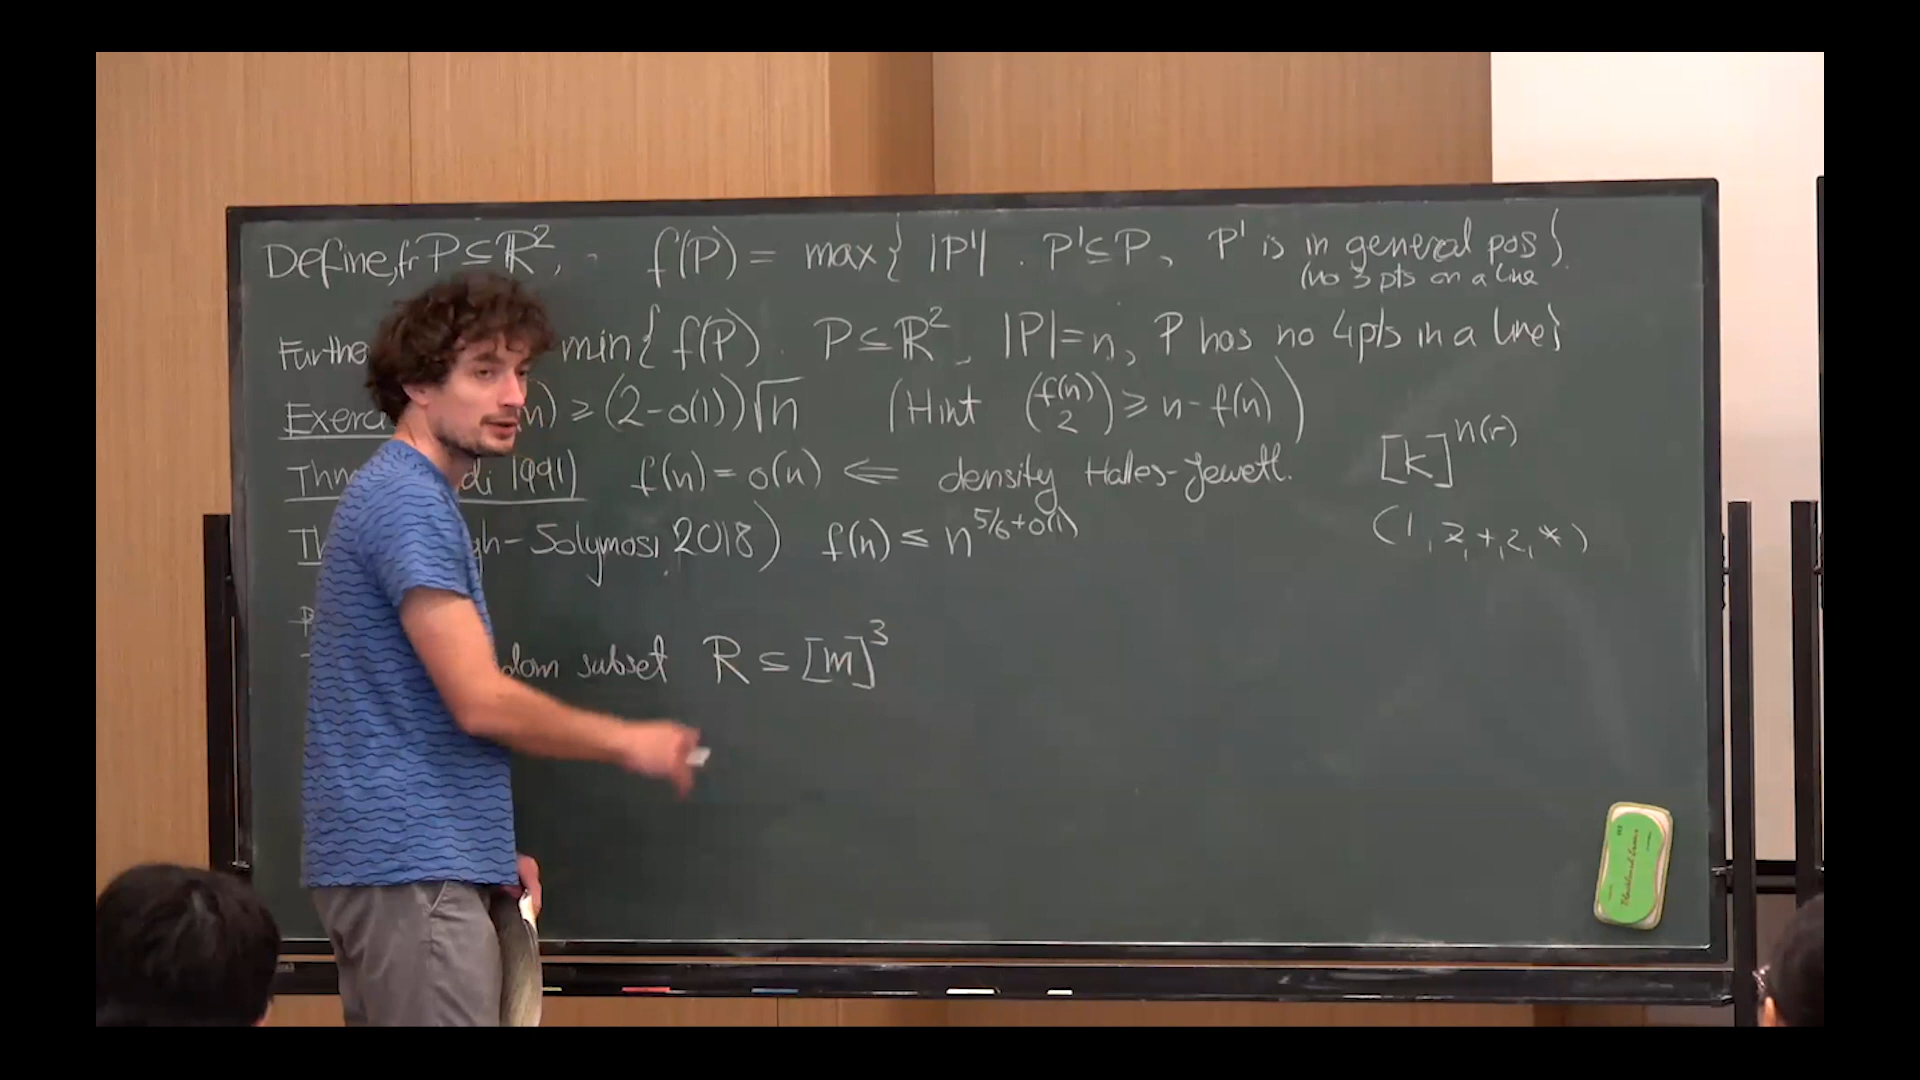 Define, fr P ⊆ ℝ², f(P) = max{ |P'| . P' ⊆ P, P' is in general pos }.
(no 3 pts on a line
Furthe min{ f(P) . P ⊆ ℝ², |P| = n, P has no 4 pts in a line}
Exerc n) ≥ (2-o(1))√n (Hint (f(n) 2) ≥ n - f(n))
Thm di 1991) f(n) = o(n) ⇐ density Hales-Jewett.
[k]^n(r)
(1, 2, *, 2, *)
Th gh-Solymosi, 2018) f(n) ≤ n^5/6+o(1)
dom subset R ⊆ [m]³